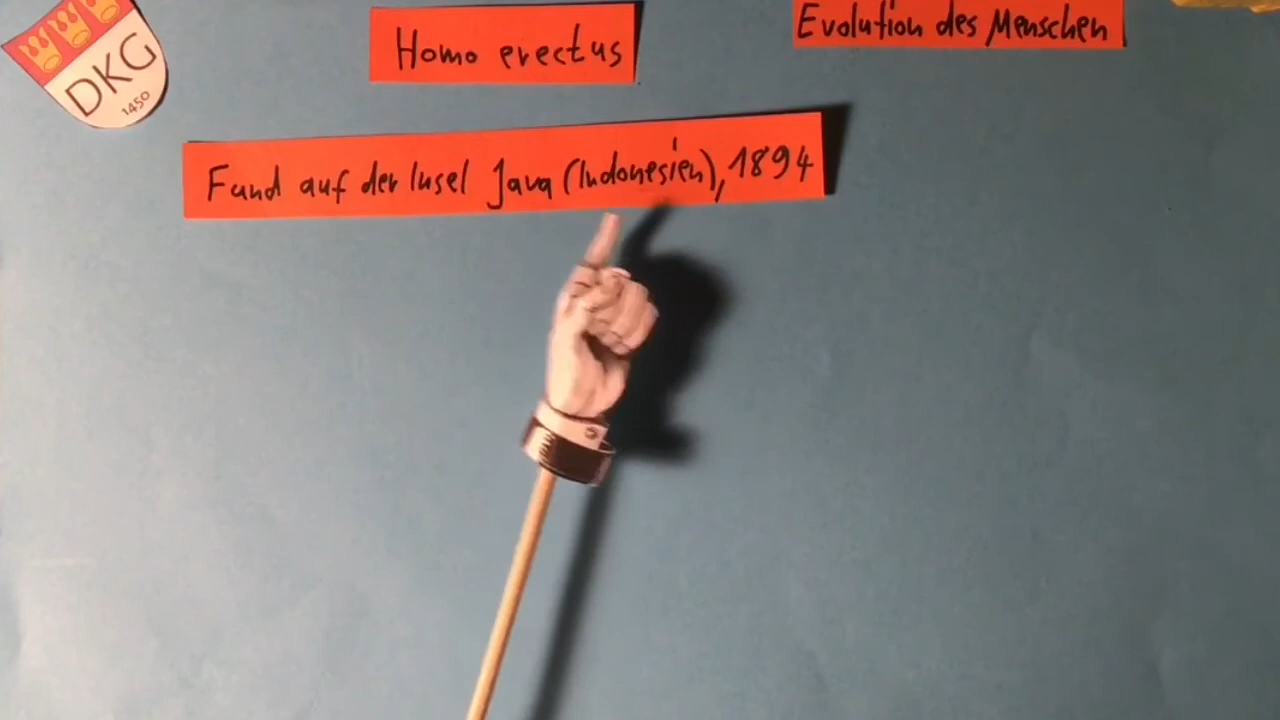 DKG
1450
Homo erectus
Evolution des Menschen
Fund auf der Insel Java (Indonesien), 1894